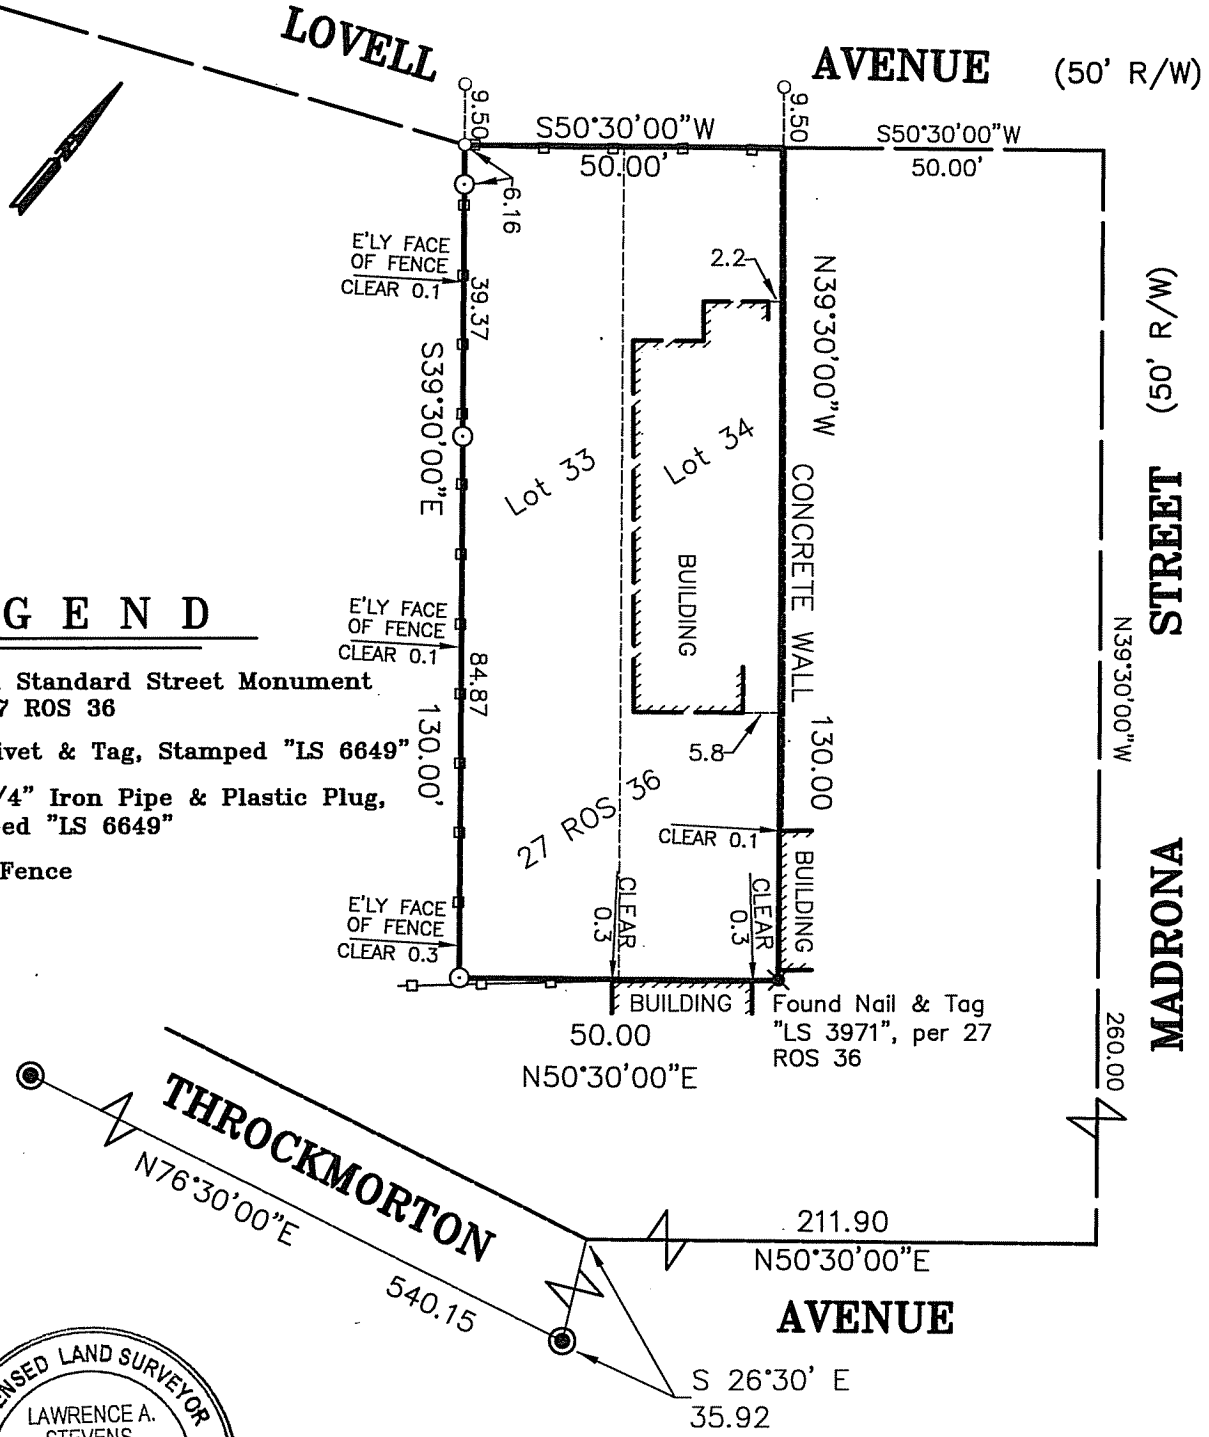 LOVELL
AVENUE (50' R/W)
9.50
9.50
S50°30'00"W
50.00'
S50°30'00"W
50.00'
6.16
E'LY FACE
OF FENCE
CLEAR 0.1
39.37
S39°30'00"E
2.2
N39°30'00"W
(50' R/W)
STREET
MADRONA
Lot 33
Lot 34
CONCRETE WALL
BUILDING
G E N D
Standard Street Monument
7 ROS 36
ivet & Tag, Stamped "LS 6649"
/4" Iron Pipe & Plastic Plug,
ed "LS 6649"
Fence
E'LY FACE
OF FENCE
CLEAR 0.1
84.87
130.00'
5.8
130.00
N39°30'00"W
27 ROS 36
CLEAR 0.1
BUILDING
CLEAR
0.3
CLEAR
0.3
E'LY FACE
OF FENCE
CLEAR 0.3
BUILDING
Found Nail & Tag
"LS 3971", per 27
ROS 36
50.00
N50°30'00"E
260.00
THROCKMORTON
N76°30'00"E
540.15
211.90
N50°30'00"E
AVENUE
S 26°30' E
35.92
ENSED LAND SURVEYOR
LAWRENCE A.
STEVENS